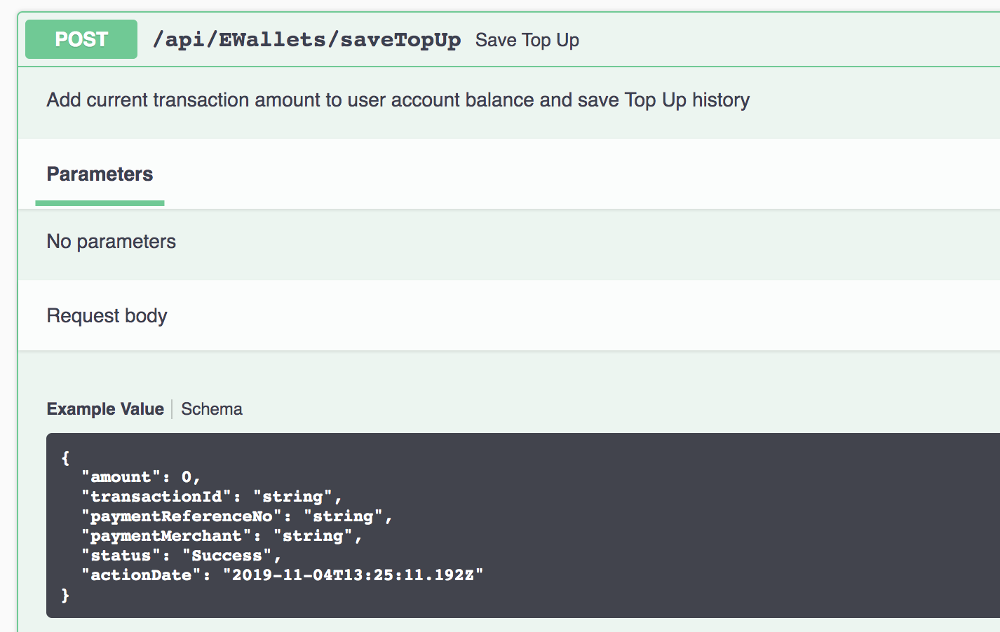 POST /api/EWallets/saveTopUp Save Top Up
Add current transaction amount to user account balance and save Top Up history
Parameters
No parameters
Request body
Example Value | Schema
{
  "amount": 0,
  "transactionId": "string",
  "paymentReferenceNo": "string",
  "paymentMerchant": "string",
  "status": "Success",
  "actionDate": "2019-11-04T13:25:11.192Z"
}